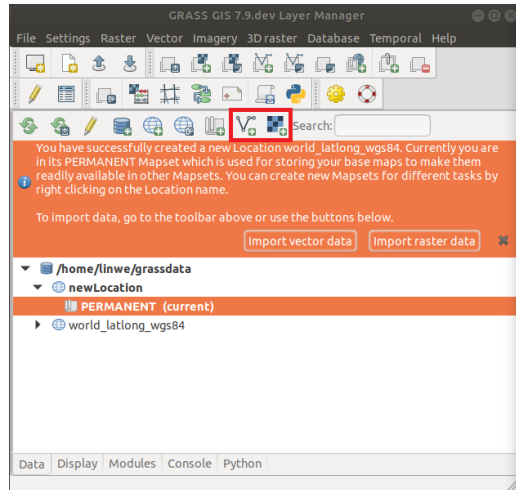 GRASS GIS 7.9.dev Layer Manager
File Settings Raster Vector Imagery 3D raster Database Temporal Help
Search:
You have successfully created a new Location world_latlong_wgs84. Currently you are
in its PERMANENT Mapset which is used for storing your base maps to make them
readily available in other Mapsets. You can create new Mapsets for different tasks by
right clicking on the Location name.
To import data, go to the toolbar above or use the buttons below.
Import vector data Import raster data
/home/linwe/grassdata
newLocation
PERMANENT (current)
world_latlong_wgs84
Data Display Modules Console Python